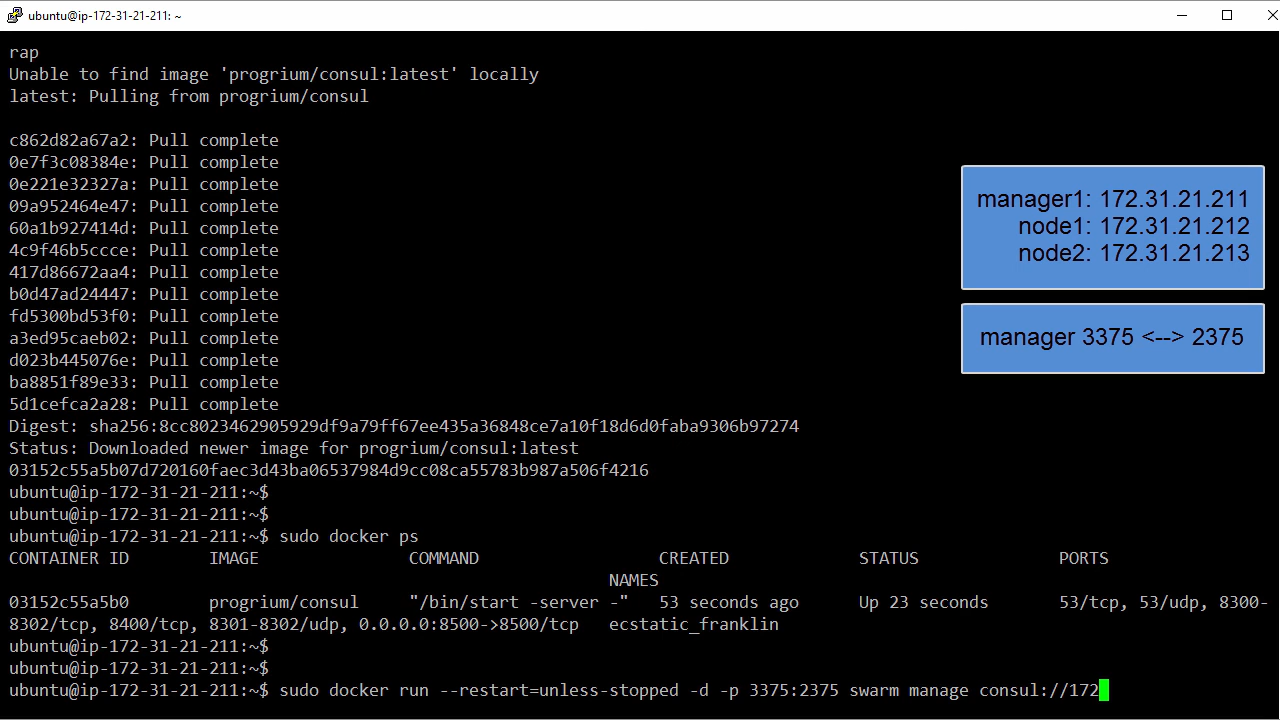 ubuntu@ip-172-31-21-211: ~
rap
Unable to find image 'progrium/consul:latest' locally
latest: Pulling from progrium/consul
c862d82a67a2: Pull complete
0e7f3c08384e: Pull complete
0e221e32327a: Pull complete
09a952464e47: Pull complete
60a1b927414d: Pull complete
4c9f46b5ccce: Pull complete
417d86672aa4: Pull complete
b0d47ad24447: Pull complete
fd5300bd53f0: Pull complete
a3ed95caeb02: Pull complete
d023b445076e: Pull complete
ba8851f89e33: Pull complete
5d1cefca2a28: Pull complete
Digest: sha256:8cc8023462905929df9a79ff67ee435a36848ce7a10f18d6d0faba9306b97274
Status: Downloaded newer image for progrium/consul:latest
03152c55a5b07d720160faec3d43ba06537984d9cc08ca55783b987a506f4216
ubuntu@ip-172-31-21-211:~$
ubuntu@ip-172-31-21-211:~$
ubuntu@ip-172-31-21-211:~$ sudo docker ps
CONTAINER ID        IMAGE               COMMAND                  CREATED             STATUS              PORTS
                                                            NAMES
03152c55a5b0        progrium/consul     "/bin/start -server -"   53 seconds ago      Up 23 seconds       53/tcp, 53/udp, 8300-
8302/tcp, 8400/tcp, 8301-8302/udp, 0.0.0.0:8500->8500/tcp   ecstatic_franklin
ubuntu@ip-172-31-21-211:~$
ubuntu@ip-172-31-21-211:~$
ubuntu@ip-172-31-21-211:~$ sudo docker run --restart=unless-stopped -d -p 3375:2375 swarm manage consul://172
manager1: 172.31.21.211
node1: 172.31.21.212
node2: 172.31.21.213
manager 3375 <--> 2375